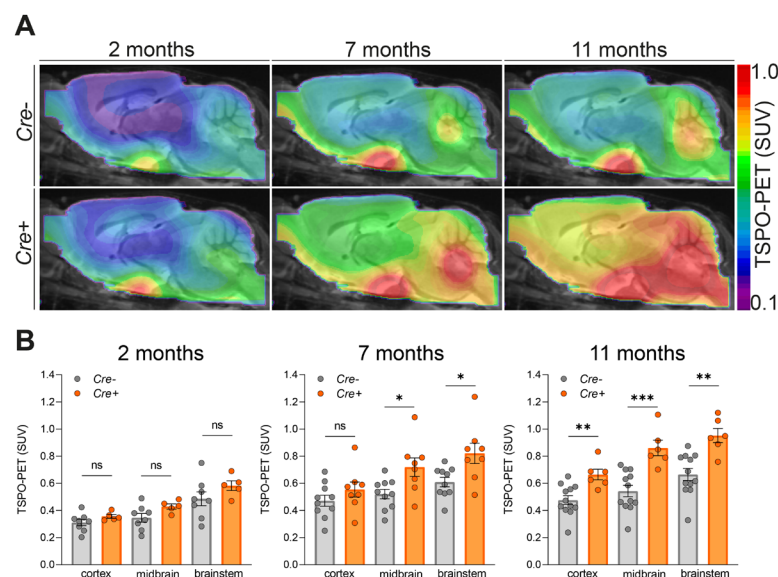 A
2 months
7 months
11 months
Cre-
Cre+
1.0
TSPO-PET (SUV)
0.1
B
2 months
7 months
11 months
TSPO-PET (SUV)
1.4
1.2
1.0
0.8
0.6
0.4
0.2
0.0
Cre-
Cre+
ns
ns
ns
cortex
midbrain
brainstem
TSPO-PET (SUV)
1.4
1.2
1.0
0.8
0.6
0.4
0.2
0.0
Cre-
Cre+
ns
*
*
cortex
midbrain
brainstem
TSPO-PET (SUV)
1.4
1.2
1.0
0.8
0.6
0.4
0.2
0.0
Cre-
Cre+
**
***
**
cortex
midbrain
brainstem